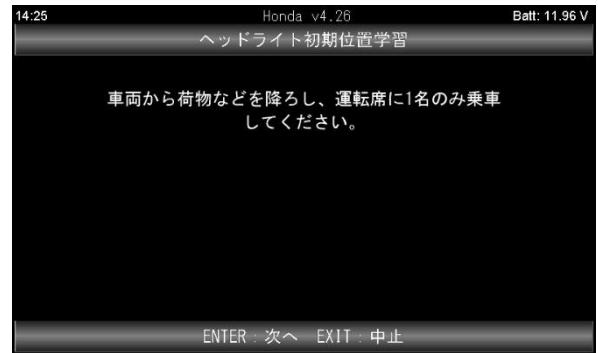 14:25 Honda v4.26 Batt: 11.96 V
ヘッドライト初期位置学習
車両から荷物などを降ろし、運転席に1名のみ乗車
してください。
ENTER：次へ EXIT：中止